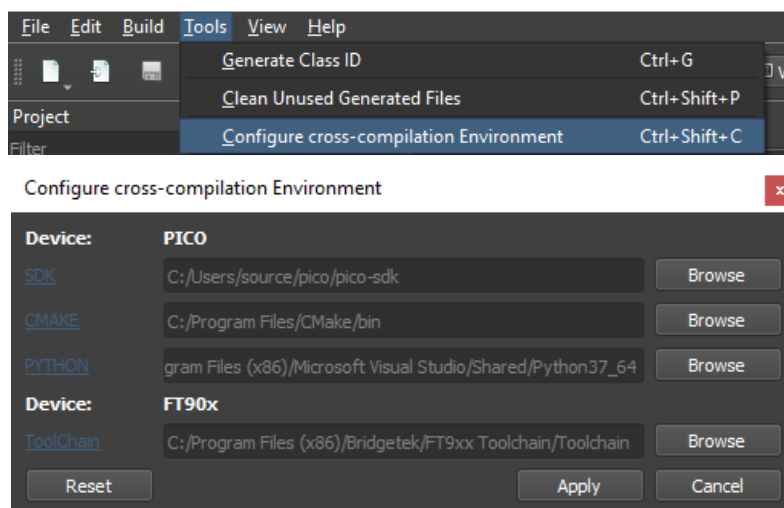 File Edit Build Tools View Help
Generate Class ID Ctrl+G
Clean Unused Generated Files Ctrl+Shift+P
Project
Configure cross-compilation Environment Ctrl+Shift+C
Filter
Configure cross-compilation Environment x
Device: PICO
SDK C:/Users/source/pico/pico-sdk Browse
CMAKE C:/Program Files/CMake/bin Browse
PYTHON gram Files (x86)/Microsoft Visual Studio/Shared/Python37_64 Browse
Device: FT90x
ToolChain C:/Program Files (x86)/Bridgetek/FT9xx Toolchain/Toolchain Browse
Reset Apply Cancel